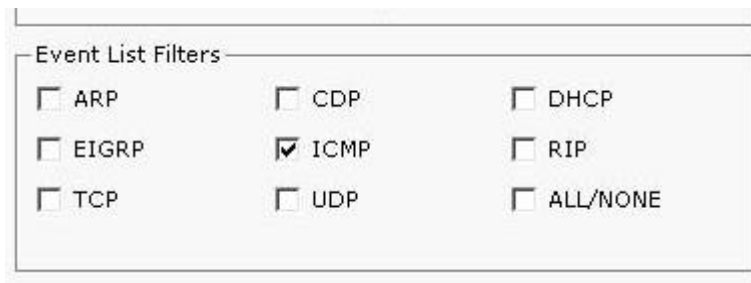 Event List Filters
ARP CDP DHCP
EIGRP ICMP RIP
TCP UDP ALL/NONE